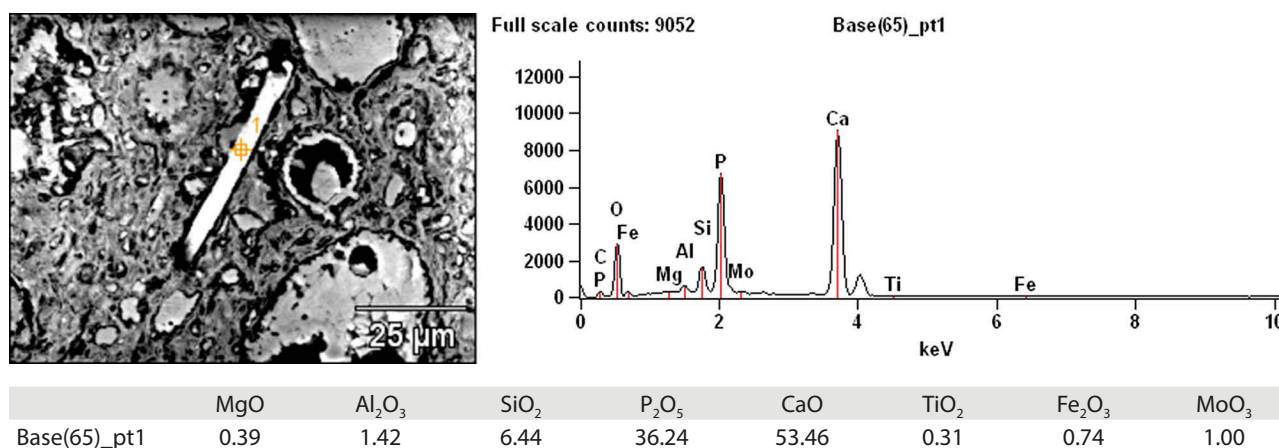 Full scale counts: 9052 Base(65)_pt1
1
25 µm
12000
10000
8000
6000
4000
2000
0
O
C
P
Fe
Mg
Al
Si
P
Mo
Ca
Ti
Fe
0 2 4 6 8 10
keV
MgO Al₂O₃ SiO₂ P₂O₅ CaO TiO₂ Fe₂O₃ MoO₃
Base(65)_pt1 0.39 1.42 6.44 36.24 53.46 0.31 0.74 1.00